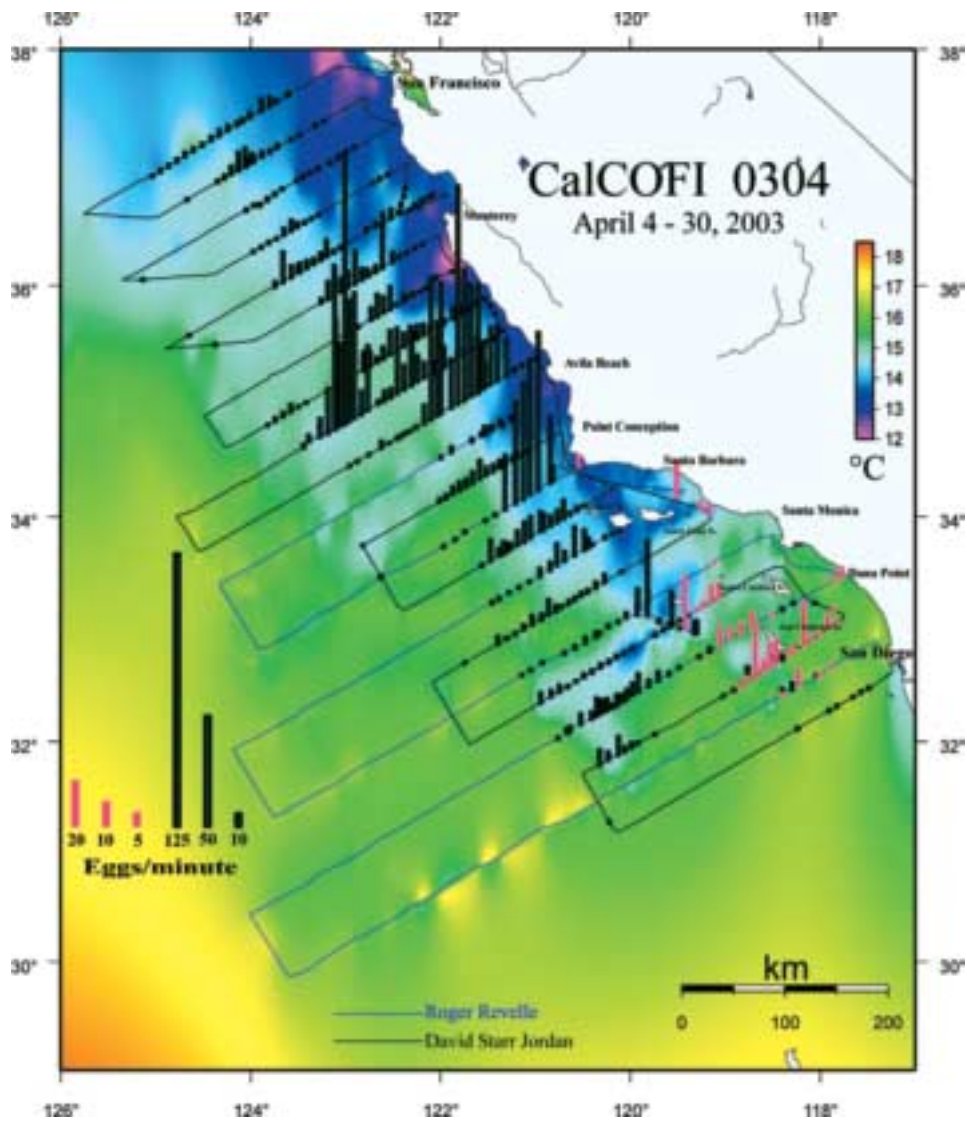 126° 124° 122° 120° 118°
38° 38°
San Francisco
CalCOFI 0304
April 4 - 30, 2003
Monterey
18
17
16
15
14
13
12
°C
36° 36°
Avila Beach
Point Conception
Santa Barbara
34° 34°
Santa Monica
Dana Point
San Diego
32° 32°
20 10 5 125 50 10
Eggs/minute
30° 30°
km
0 100 200
Roger Revelle
David Starr Jordan
126° 124° 122° 120° 118°